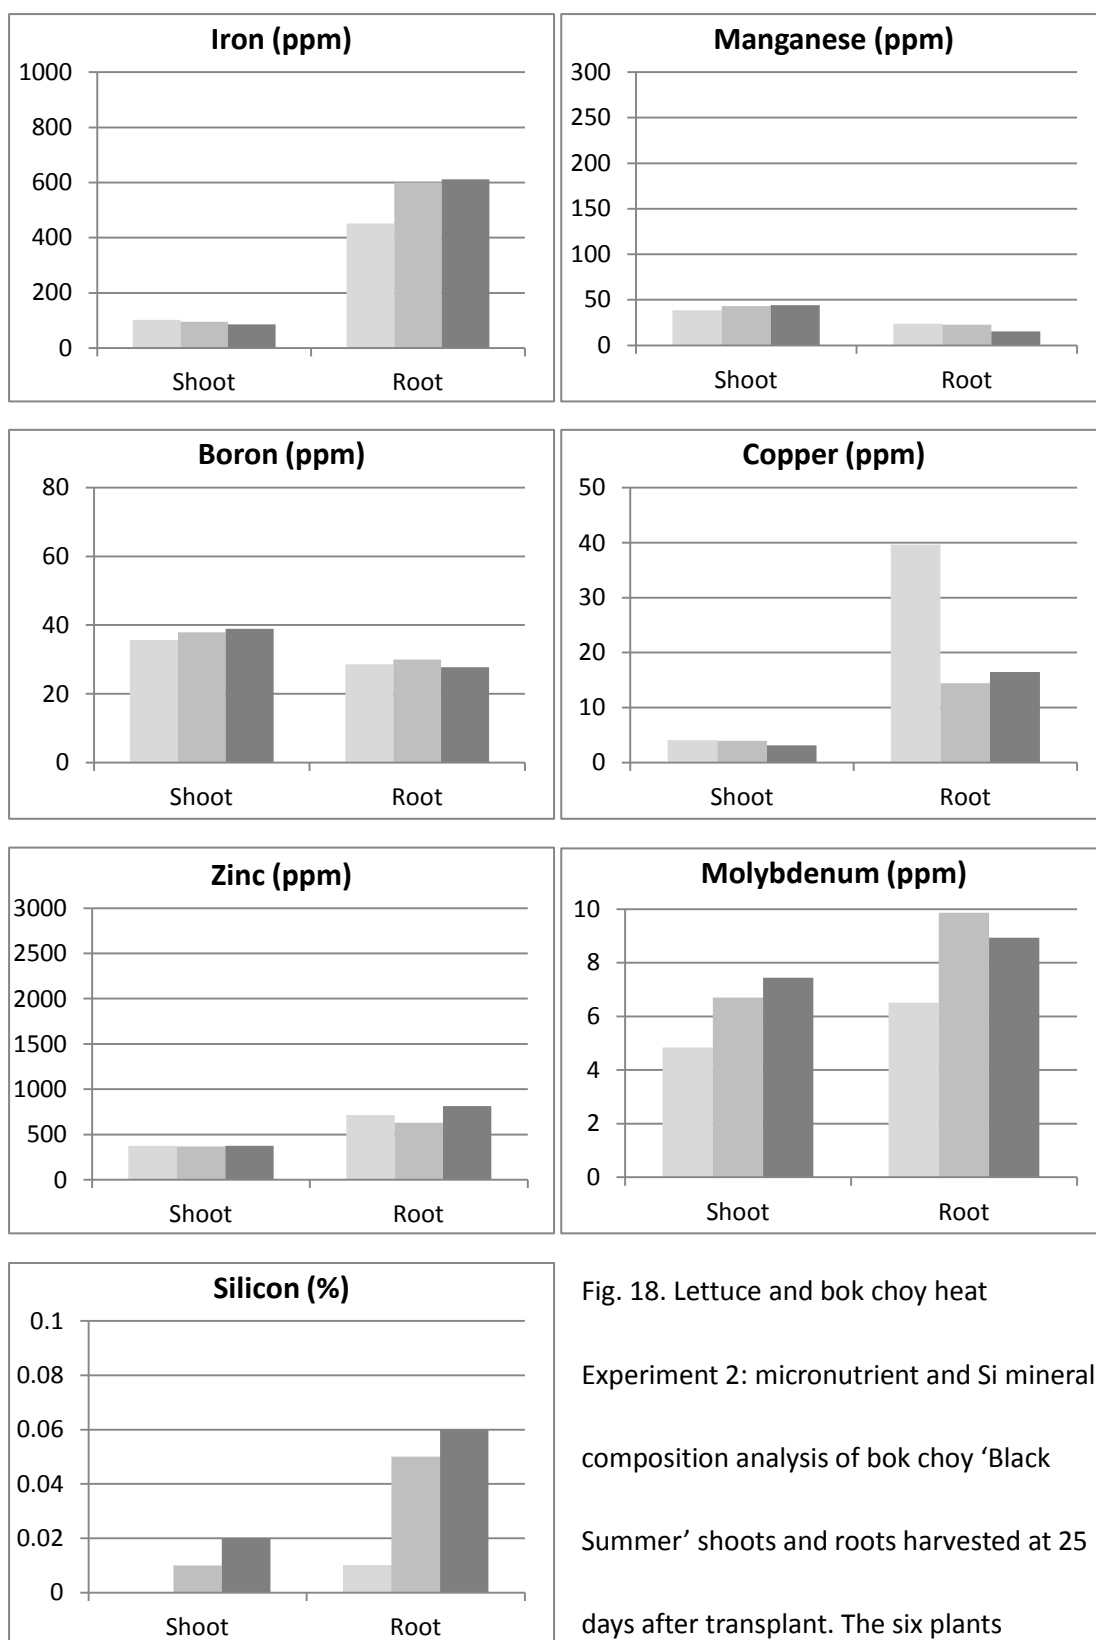 Iron (ppm)
1000
800
600
400
200
0
Shoot Root
Manganese (ppm)
300
250
200
150
100
50
0
Shoot Root
Boron (ppm)
80
60
40
20
0
Shoot Root
Copper (ppm)
50
40
30
20
10
0
Shoot Root
Zinc (ppm)
3000
2500
2000
1500
1000
500
0
Shoot Root
Molybdenum (ppm)
10
8
6
4
2
0
Shoot Root
Silicon (%)
0.1
0.08
0.06
0.04
0.02
0
Shoot Root
Fig. 18. Lettuce and bok choy heat
Experiment 2: micronutrient and Si mineral
composition analysis of bok choy ‘Black
Summer’ shoots and roots harvested at 25
days after transplant. The six plants